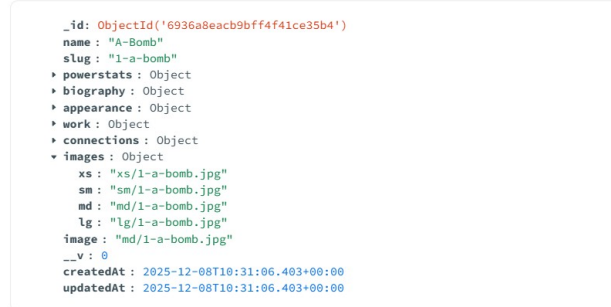 _id: ObjectId('6936a8eacb9bff4f41ce35b4')
name : "A-Bomb"
slug : "1-a-bomb"
powerstats : Object
biography : Object
appearance : Object
work : Object
connections : Object
images : Object
xs : "xs/1-a-bomb.jpg"
sm : "sm/1-a-bomb.jpg"
md : "md/1-a-bomb.jpg"
lg : "lg/1-a-bomb.jpg"
image : "md/1-a-bomb.jpg"
__v : 0
createdAt : 2025-12-08T10:31:06.403+00:00
updatedAt : 2025-12-08T10:31:06.403+00:00